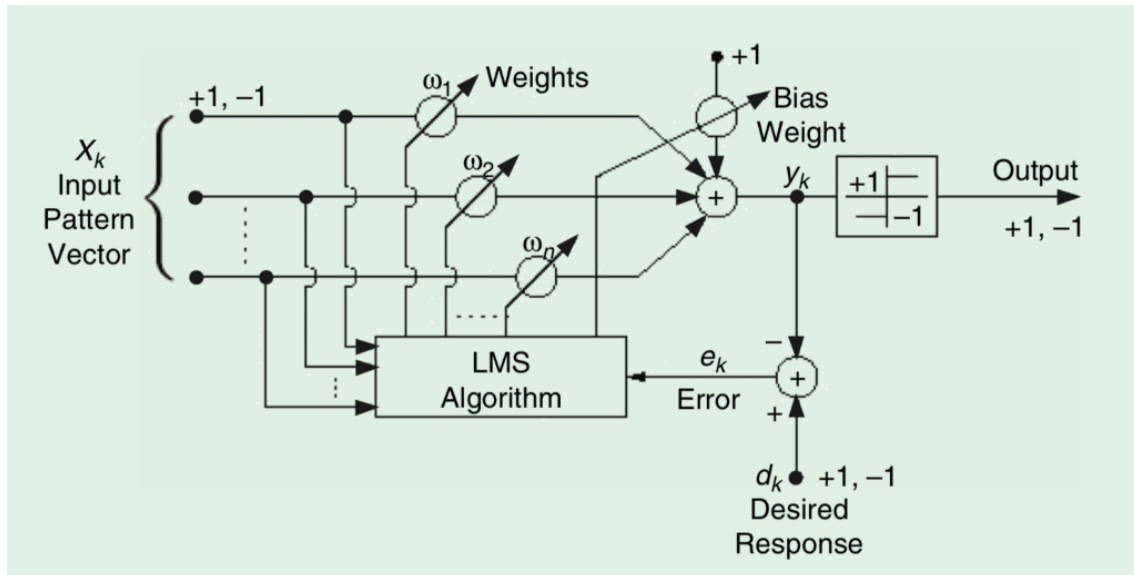 +1
ω1
Weights
+1, –1
Bias
Weight
Xk
Input
Pattern
Vector
ω2
yk
+1
–1
Output
+1, –1
ωn
+
LMS
Algorithm
ek
Error
–
+
+
dk
+1, –1
Desired
Response